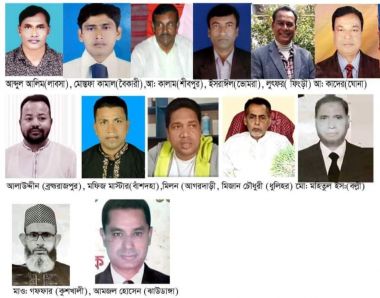 আব্দুল আলিম(লাবসা), মোস্তফা কামাল(বৈকারী),আ: কালাম(শীবপুর), ইসরাঈল(ভোমরা), লুৎফর( ফিংড়ী) আ: কাদের(ঘোনা)
আলাউদ্দীন (ব্রহ্মরাজপুর), মফিজ মাস্টার(বাঁশদহা),মিলন (আগরদাড়ী, মিজান চৌধুরী (ধুলিহর) মো: মহিতুল ইস:(বল্লী)
মাও: গফফার (কুশখালী), আমজাল হোসেন (ঝাউডাঙ্গা)